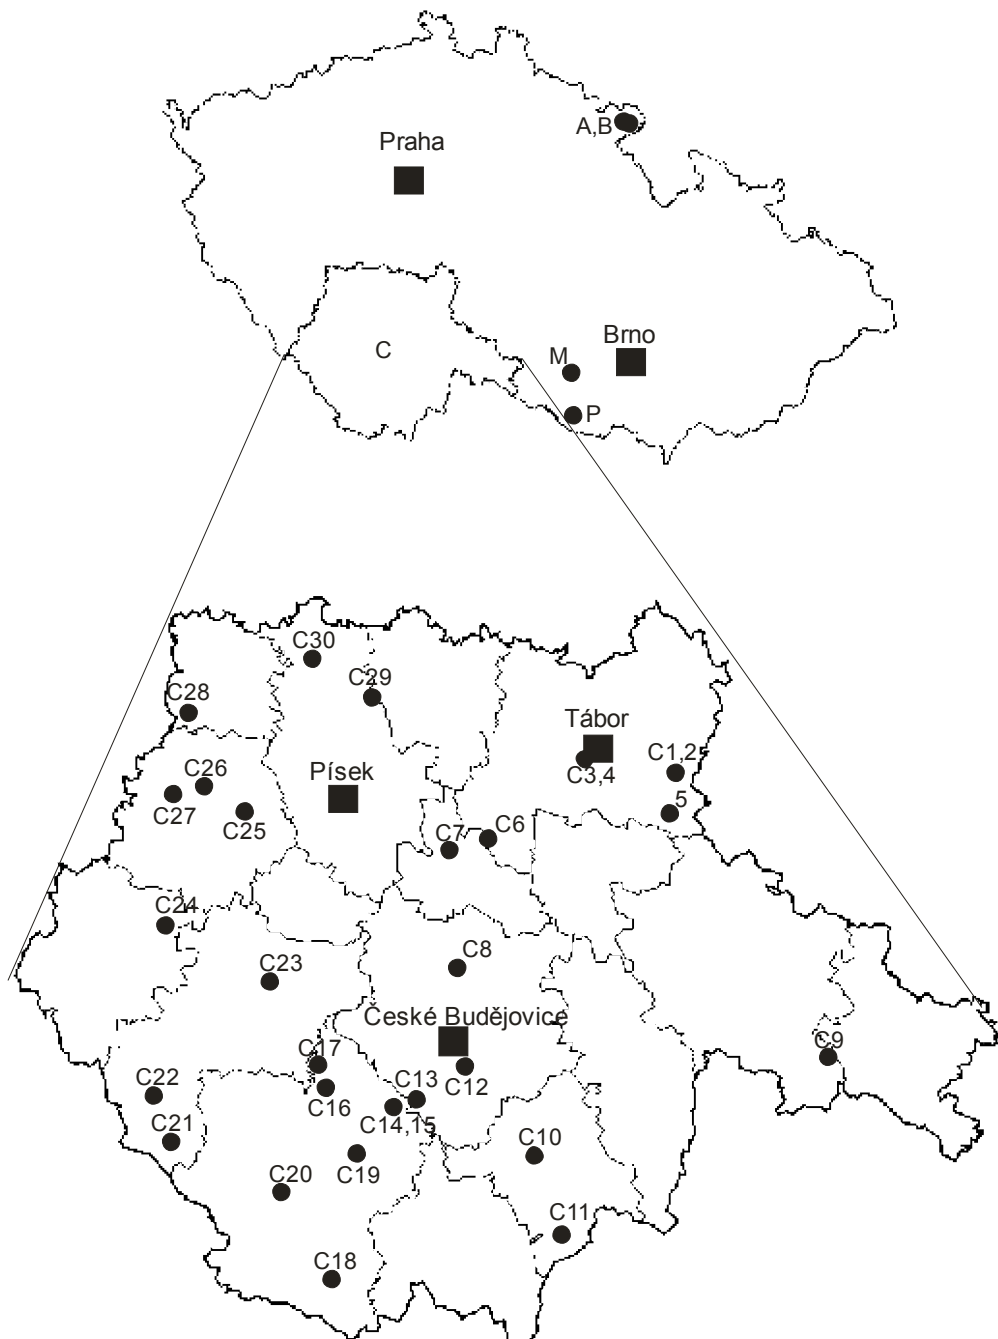 A,B
Praha
Brno
C
M
P
C30
C29
C28
Tábor
C1,2
C26
Písek
C3,4
C27
5
C25
C7
C6
C24
C8
C23
České Budějovice
C17
C9
C12
C22
C16
C13
C14,15
C21
C10
C19
C20
C11
C18